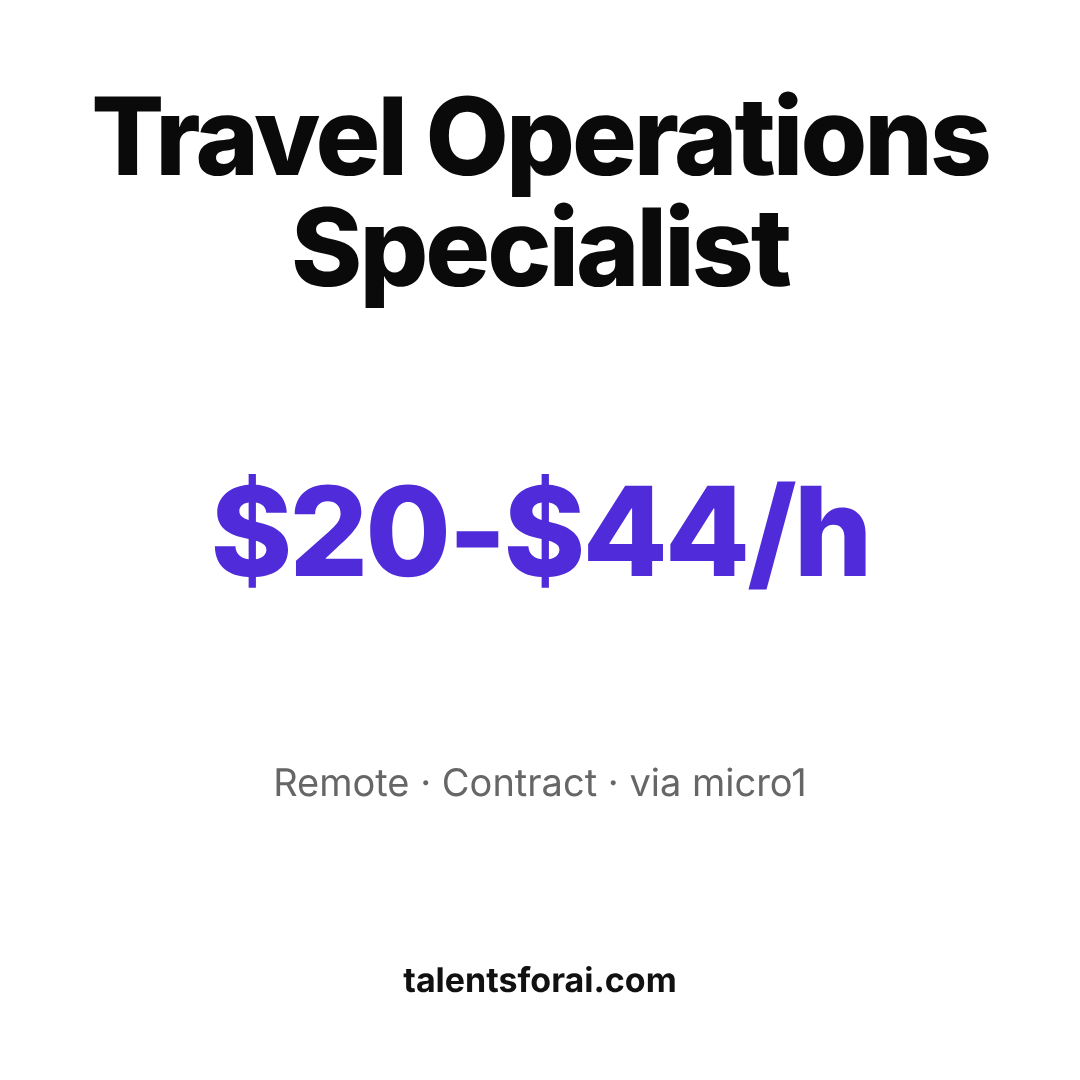 Travel Operations
Specialist
$20-$44/h
Remote · Contract · via micro1
talentsforai.com